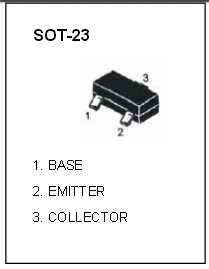 SOT-23
3
1
2
1. BASE
2. EMITTER
3. COLLECTOR